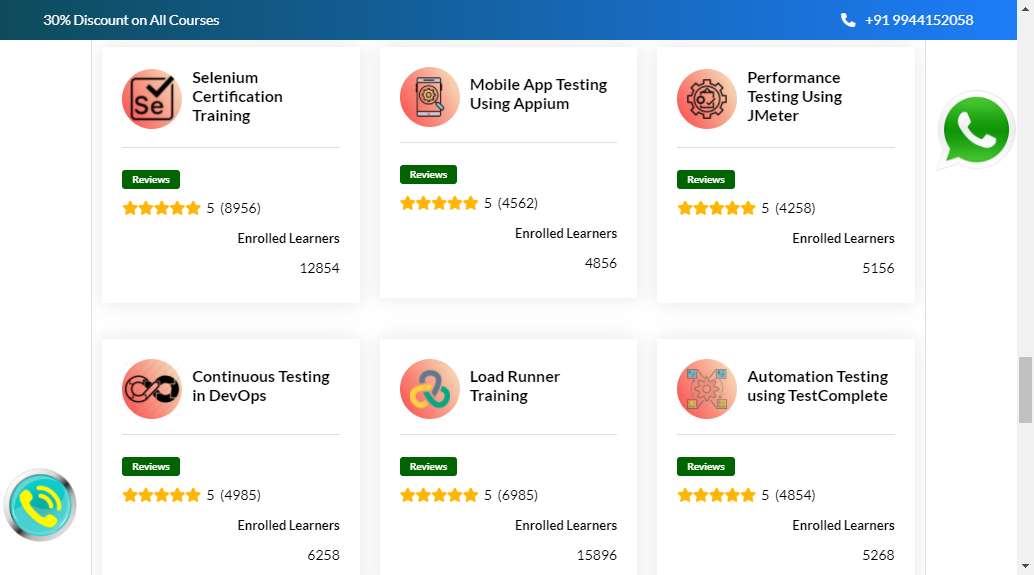 30% Discount on All Courses
+91 9944152058
Selenium
Certification
Training
Reviews
5 (8956)
Enrolled Learners
12854
Mobile App Testing
Using Appium
Reviews
5 (4562)
Enrolled Learners
4856
Performance
Testing Using
JMeter
Reviews
5 (4258)
Enrolled Learners
5156
Continuous Testing
in DevOps
Reviews
5 (4985)
Enrolled Learners
6258
Load Runner
Training
Reviews
5 (6985)
Enrolled Learners
15896
Automation Testing
using TestComplete
Reviews
5 (4854)
Enrolled Learners
5268
Se